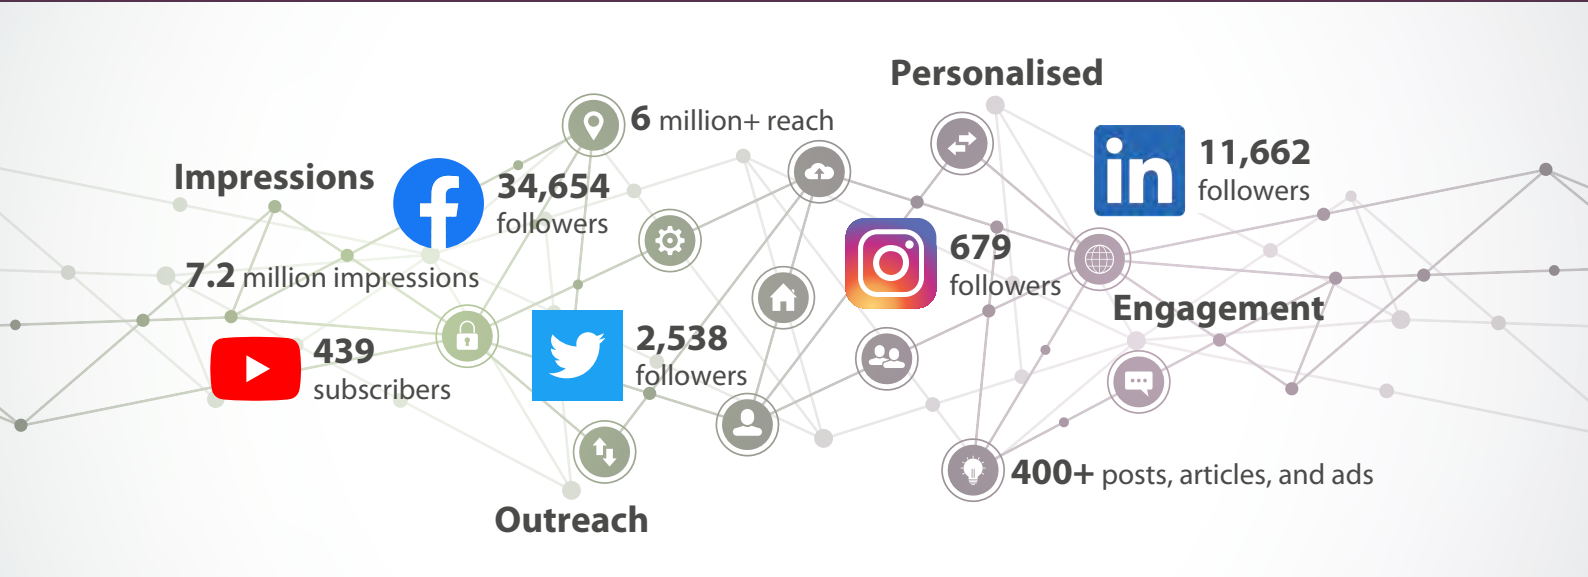 Personalised
6 million+ reach
Impressions
34,654
followers
11,662
followers
7.2 million impressions
679
followers
Engagement
439
subscribers
2,538
followers
400+ posts, articles, and ads
Outreach
in